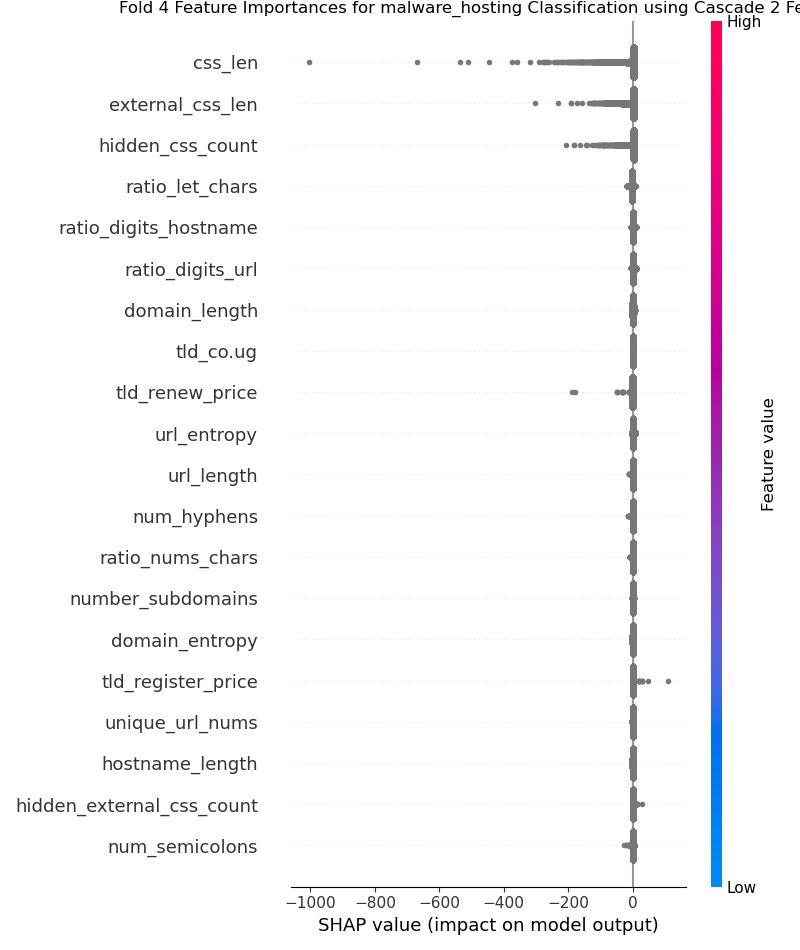 Fold 4 Feature Importances for malware_hosting Classification using Cascade 2 Fe
High
css_len
external_css_len
hidden_css_count
ratio_let_chars
ratio_digits_hostname
ratio_digits_url
domain_length
tld_co.ug
tld_renew_price
url_entropy
url_length
num_hyphens
ratio_nums_chars
number_subdomains
domain_entropy
tld_register_price
unique_url_nums
hostname_length
hidden_external_css_count
num_semicolons
Feature value
Low
−1000 −800 −600 −400 −200 0
SHAP value (impact on model output)